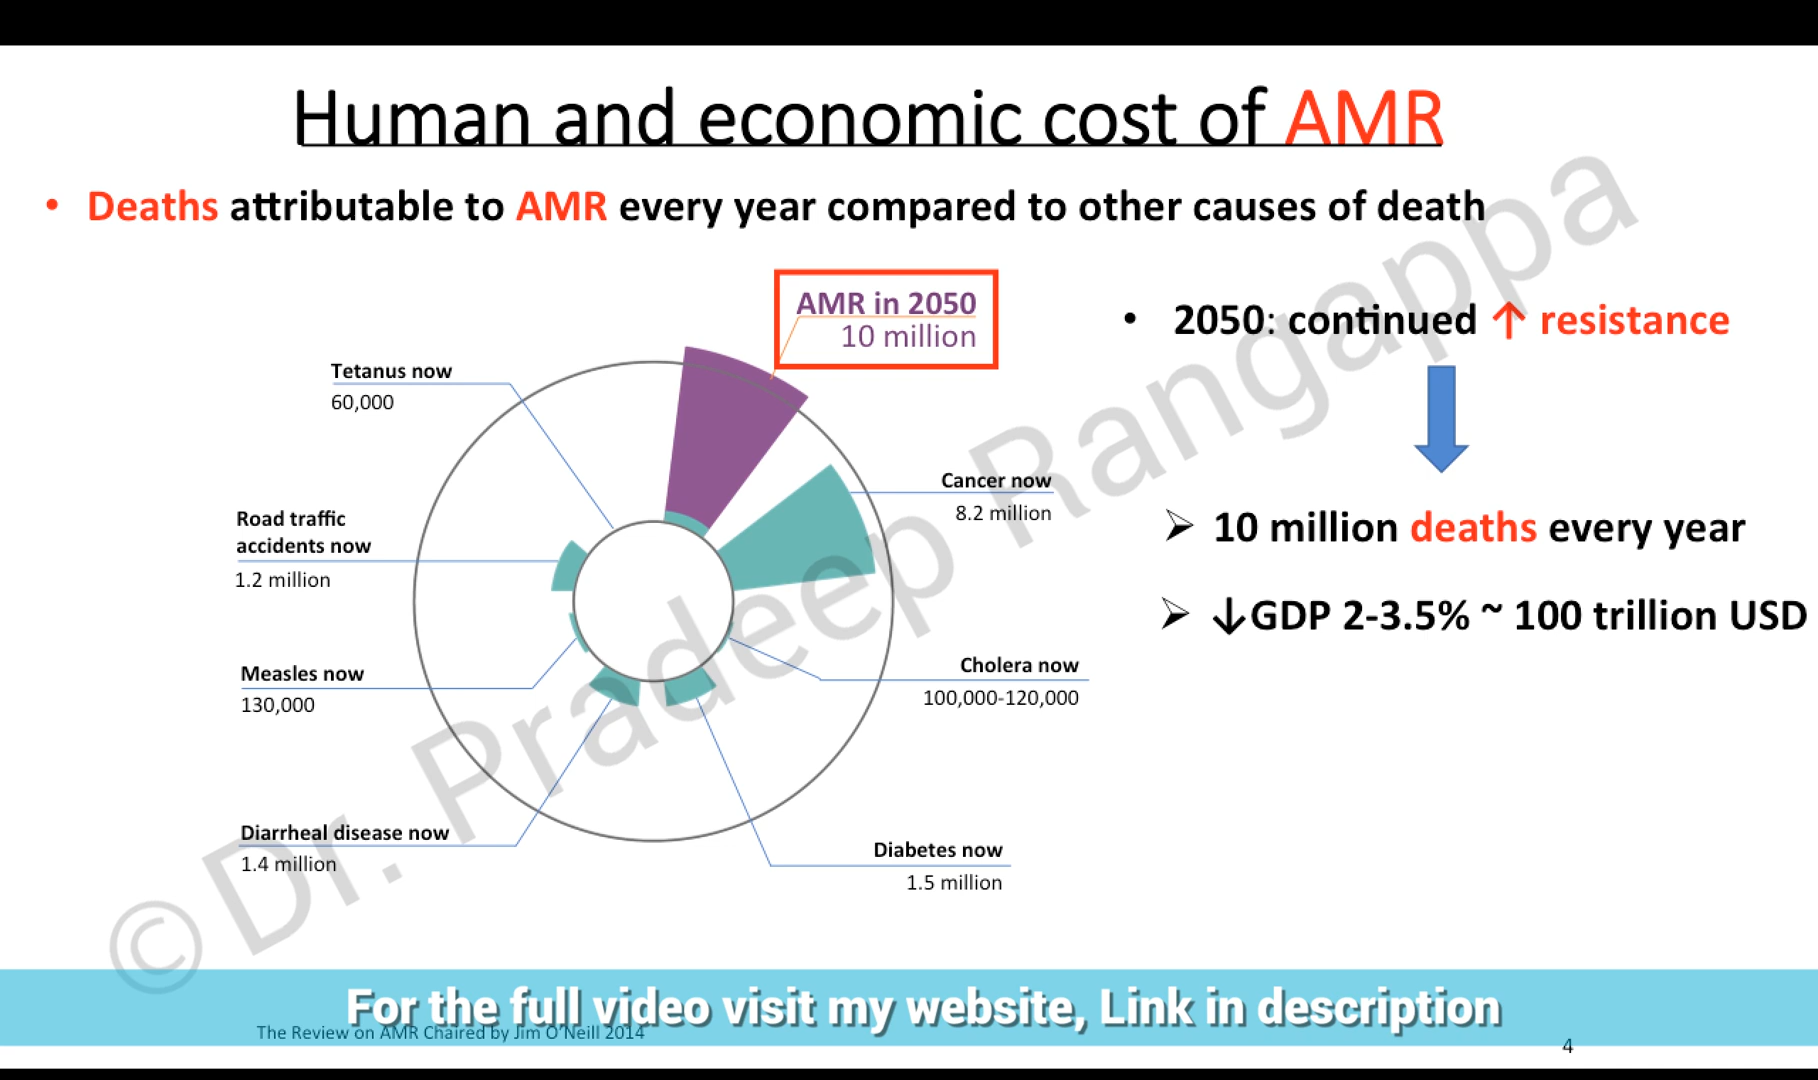 Human and economic cost of AMR
• Deaths attributable to AMR every year compared to other causes of death
AMR in 2050
10 million
Tetanus now
60,000
Road traffic
accidents now
1.2 million
Measles now
130,000
Diarrheal disease now
1.4 million
Cancer now
8.2 million
Cholera now
100,000-120,000
Diabetes now
1.5 million
• 2050: continued ↑ resistance
➢ 10 million deaths every year
➢ ↓GDP 2-3.5% ~ 100 trillion USD
© Dr. Pradeep Rangappa
For the full video visit my website, Link in description
The Review on AMR Chaired by Jim O'Neill 2014
4